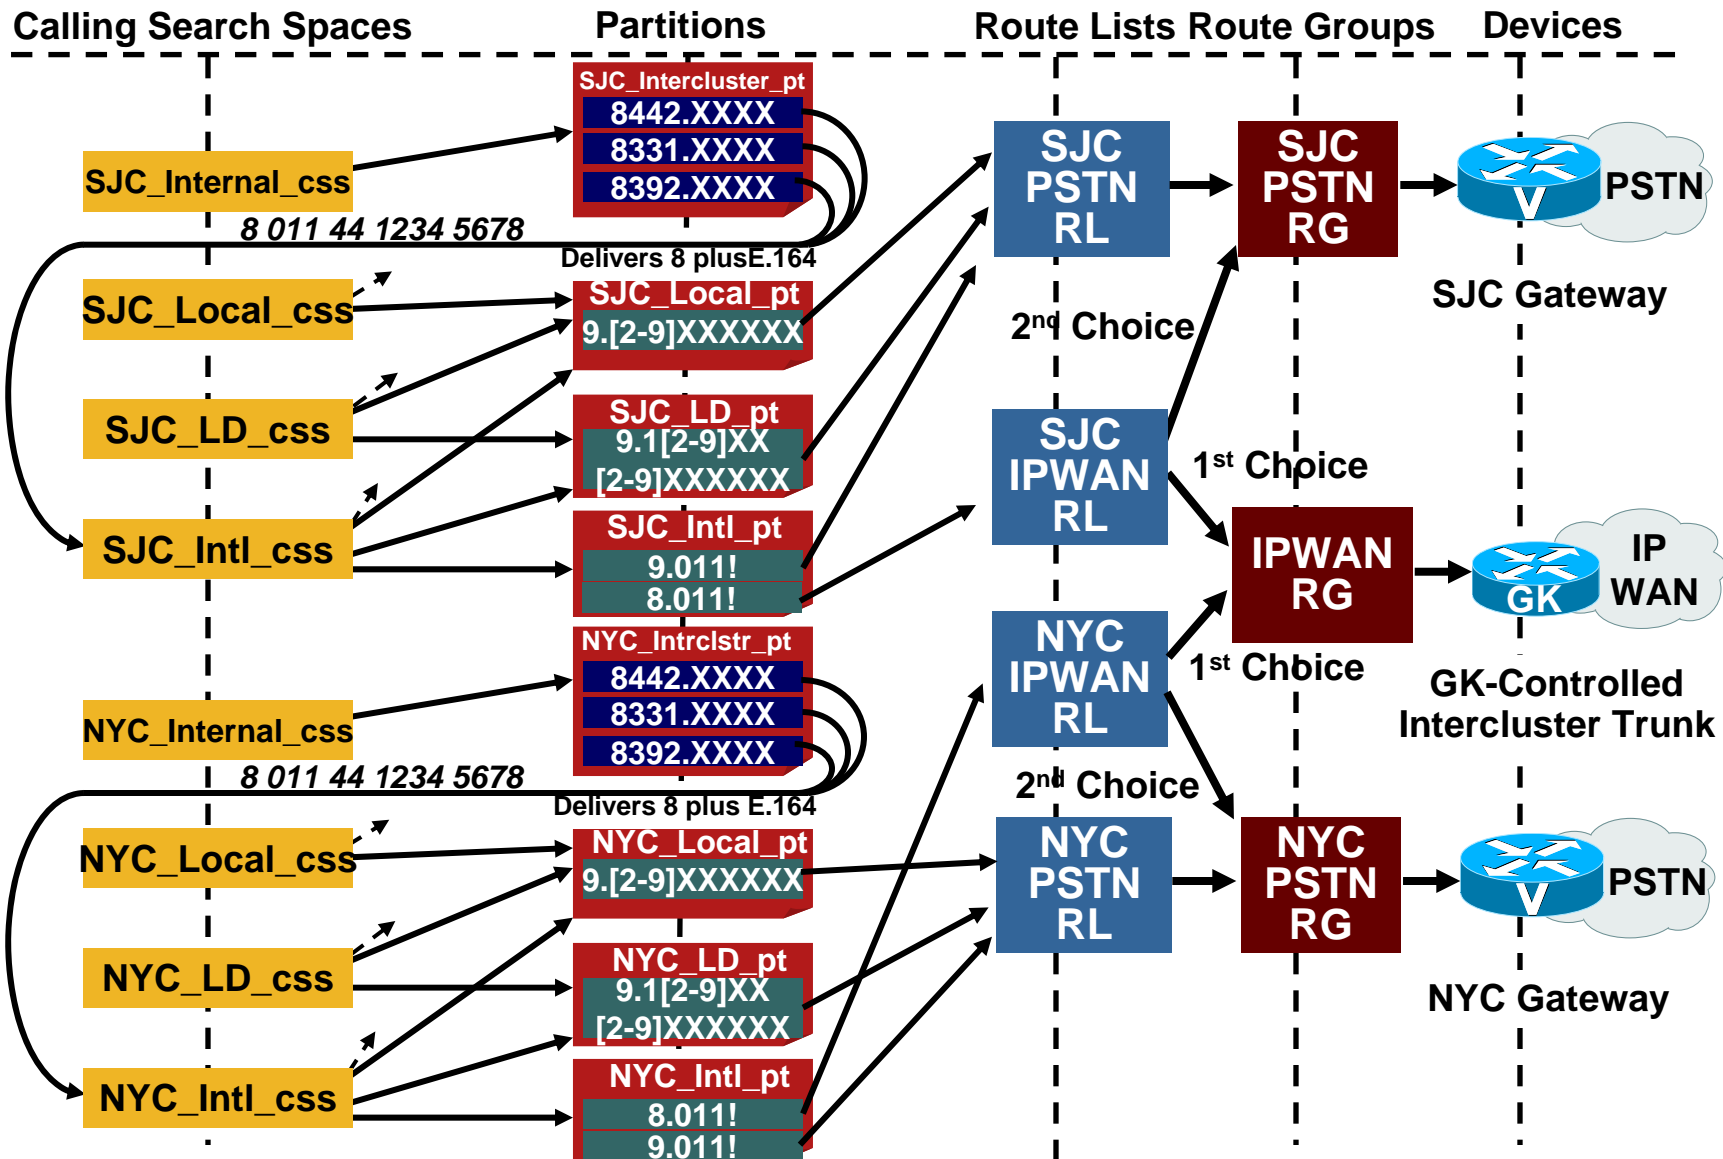 Calling Search Spaces
Partitions
Route Lists
Route Groups
Devices
SJC_Intercluster_pt
8442.XXXX
8331.XXXX
8392.XXXX
SJC_Internal_css
8 011 44 1234 5678
Delivers 8 plusE.164
SJC_Local_css
SJC_Local_pt
9.[2-9]XXXXXX
SJC_LD_css
SJC_LD_pt
9.1[2-9]XX
[2-9]XXXXXX
SJC_Intl_css
SJC_Intl_pt
9.011!
8.011!
NYC_Intrclstr_pt
8442.XXXX
8331.XXXX
8392.XXXX
NYC_Internal_css
8 011 44 1234 5678
Delivers 8 plus E.164
NYC_Local_css
NYC_Local_pt
9.[2-9]XXXXXX
NYC_LD_css
NYC_LD_pt
9.1[2-9]XX
[2-9]XXXXXX
NYC_Intl_css
NYC_Intl_pt
8.011!
9.011!
SJC
PSTN
RL
SJC
PSTN
RG
V
PSTN
SJC Gateway
2nd Choice
SJC
IPWAN
RL
1st Choice
IPWAN
RG
GK
IP
WAN
NYC
IPWAN
RL
1st Choice
GK-Controlled
Intercluster Trunk
2nd Choice
NYC
PSTN
RL
NYC
PSTN
RG
V
PSTN
NYC Gateway